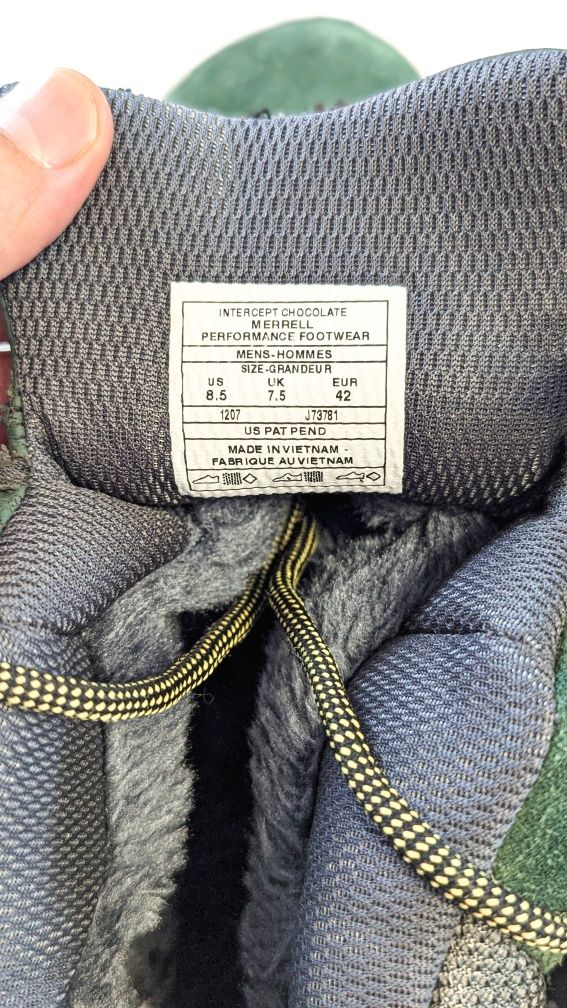 INTERCEPT CHOCOLATE
MERRELL
PERFORMANCE FOOTWEAR
MENS-HOMMES
SIZE-GRANDEUR
US UK EUR
8.5 7.5 42
1207 J73781
US PAT PEND
MADE IN VIETNAM -
FABRIQUE AU VIETNAM